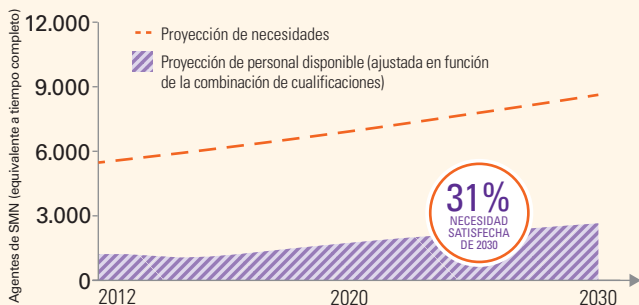 Agentes de SMN (equivalente a tiempo completo)
12.000
9.000
6.000
3.000
0
Proyección de necesidades
Proyección de personal disponible (ajustada en función
de la combinación de cualificaciones)
31%
NECESIDAD
SATISFECHA
DE 2030
2012
2020
2030